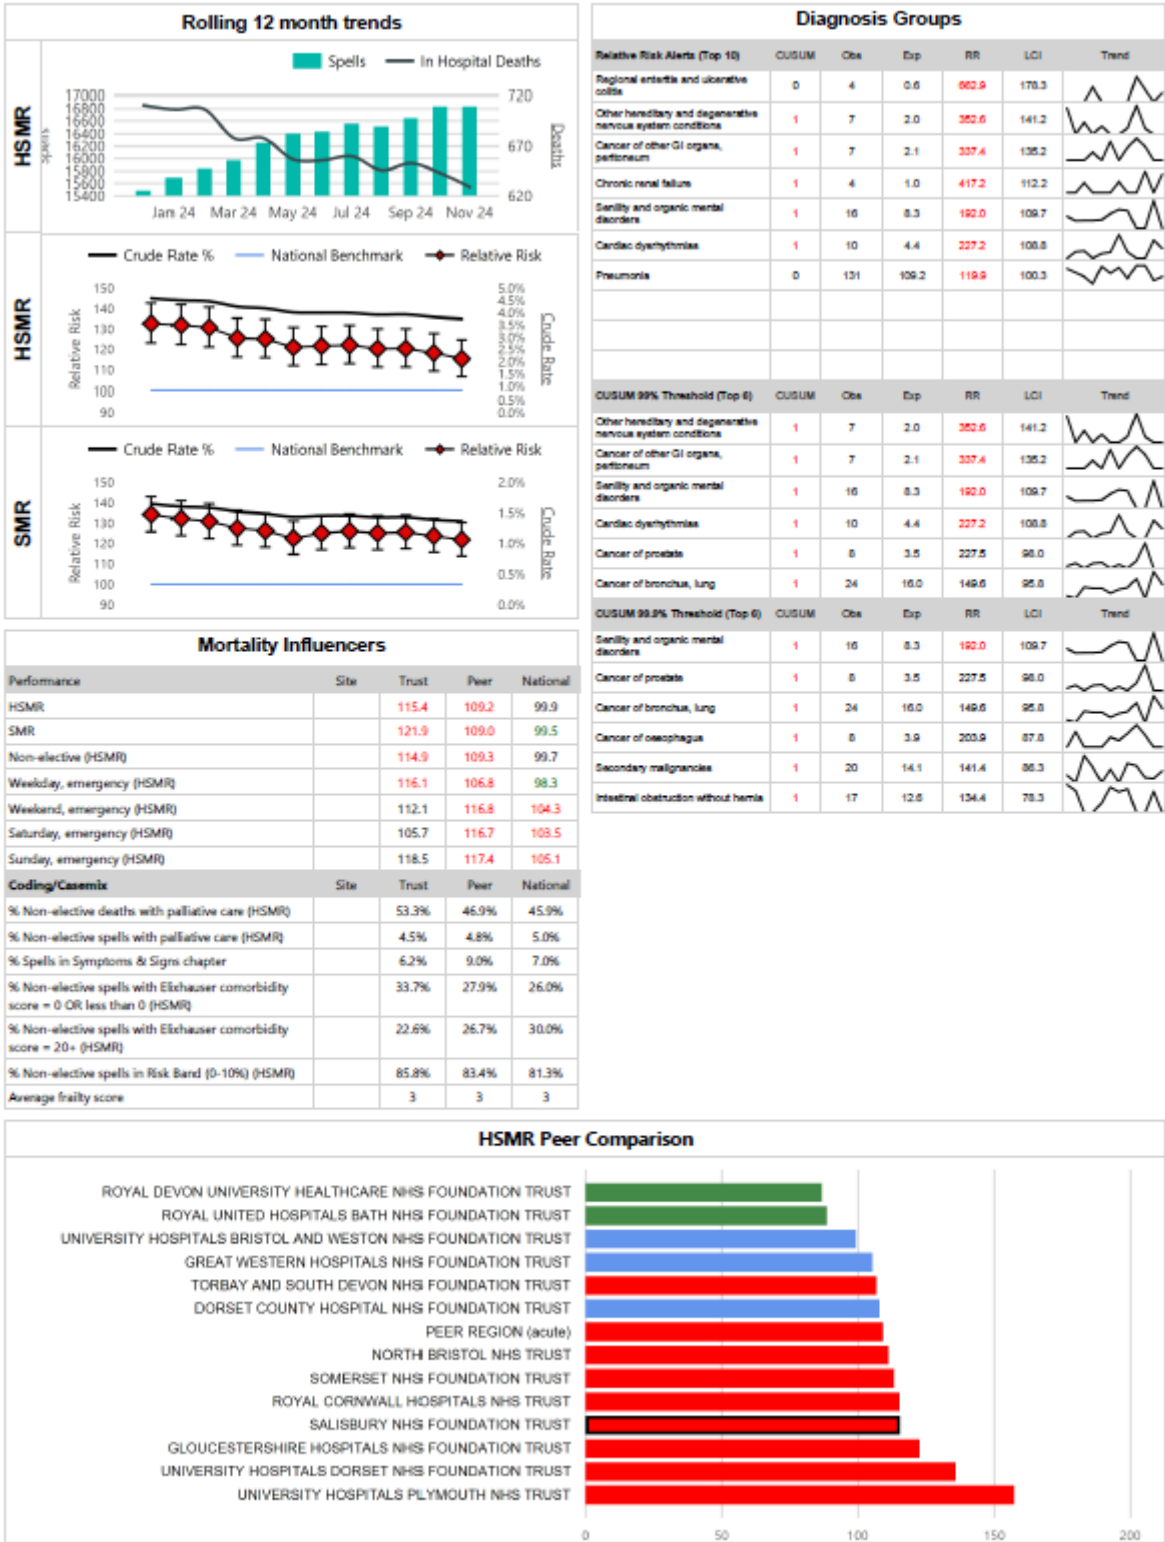 Rolling 12 month trends
HSMR
Spells In Hospital Deaths
17000
16800
16600
16400
16200
16000
15800
15600
15400
720
670
620
Deaths
Jan 24 Mar 24 May 24 Jul 24 Sep 24 Nov 24
HSMR
Crude Rate % National Benchmark Relative Risk
Relative Risk
150
140
130
120
110
100
90
5.0%
4.5%
4.0%
3.5%
3.0%
2.5%
2.0%
1.5%
1.0%
0.5%
0.0%
Crude Rate
SMR
Crude Rate % National Benchmark Relative Risk
Relative Risk
150
140
130
120
110
100
90
2.0%
1.5%
1.0%
0.5%
0.0%
Crude Rate
Mortality Influencers
Performance Site Trust Peer National
HSMR 115.4 109.2 99.9
SMR 121.9 109.0 99.5
Non-elective (HSMR) 114.9 109.3 99.7
Weekday, emergency (HSMR) 116.1 106.8 98.3
Weekend, emergency (HSMR) 112.1 116.8 104.3
Saturday, emergency (HSMR) 105.7 116.7 103.5
Sunday, emergency (HSMR) 118.5 117.4 105.1
Coding/Casemix Site Trust Peer National
% Non-elective deaths with palliative care (HSMR) 53.3% 46.9% 45.9%
% Non-elective spells with palliative care (HSMR) 4.5% 4.8% 5.0%
% Spells in Symptoms & Signs chapter 6.2% 9.0% 7.0%
% Non-elective spells with Elixhauser comorbidity
score = 0 OR less than 0 (HSMR) 33.7% 27.9% 26.0%
% Non-elective spells with Elixhauser comorbidity
score = 20+ (HSMR) 22.6% 26.7% 30.0%
% Non-elective spells in Risk Band (0-10%) (HSMR) 85.8% 83.4% 81.3%
Average frailty score 3 3 3
Diagnosis Groups
Relative Risk Alerts (Top 10) CUSUM Obs Exp RR LCI Trend
Regional enteritis and ulcerative
colitis 0 4 0.6 662.9 178.3
Other hereditary and degenerative
nervous system conditions 1 7 2.0 352.6 141.2
Cancer of other GI organs,
peritoneum 1 7 2.1 337.4 135.2
Chronic renal failure 1 4 1.0 417.2 112.2
Senility and organic mental
disorders 1 16 8.3 192.0 109.7
Cardiac dysrhythmias 1 10 4.4 227.2 108.8
Pneumonia 0 131 109.2 119.9 100.3
CUSUM 99% Threshold (Top 6) CUSUM Obs Exp RR LCI Trend
Other hereditary and degenerative
nervous system conditions 1 7 2.0 352.6 141.2
Cancer of other GI organs,
peritoneum 1 7 2.1 337.4 135.2
Senility and organic mental
disorders 1 16 8.3 192.0 109.7
Cardiac dysrhythmias 1 10 4.4 227.2 108.8
Cancer of prostate 1 8 3.5 227.5 98.0
Cancer of bronchus, lung 1 24 16.0 149.6 95.8
CUSUM 99.9% Threshold (Top 6) CUSUM Obs Exp RR LCI Trend
Senility and organic mental
disorders 1 16 8.3 192.0 109.7
Cancer of prostate 1 8 3.5 227.5 98.0
Cancer of bronchus, lung 1 24 16.0 149.6 95.8
Cancer of oesophagus 1 8 3.9 203.9 87.8
Secondary malignancies 1 20 14.1 141.4 86.3
Intestinal obstruction without hernia 1 17 12.6 134.4 78.3
HSMR Peer Comparison
ROYAL DEVON UNIVERSITY HEALTHCARE NHS FOUNDATION TRUST
ROYAL UNITED HOSPITALS BATH NHS FOUNDATION TRUST
UNIVERSITY HOSPITALS BRISTOL AND WESTON NHS FOUNDATION TRUST
GREAT WESTERN HOSPITALS NHS FOUNDATION TRUST
TORBAY AND SOUTH DEVON NHS FOUNDATION TRUST
DORSET COUNTY HOSPITAL NHS FOUNDATION TRUST
PEER REGION (acute)
NORTH BRISTOL NHS TRUST
SOMERSET NHS FOUNDATION TRUST
ROYAL CORNWALL HOSPITALS NHS TRUST
SALISBURY NHS FOUNDATION TRUST
GLOUCESTERSHIRE HOSPITALS NHS FOUNDATION TRUST
UNIVERSITY HOSPITALS DORSET NHS FOUNDATION TRUST
UNIVERSITY HOSPITALS PLYMOUTH NHS TRUST
0 50 100 150 200